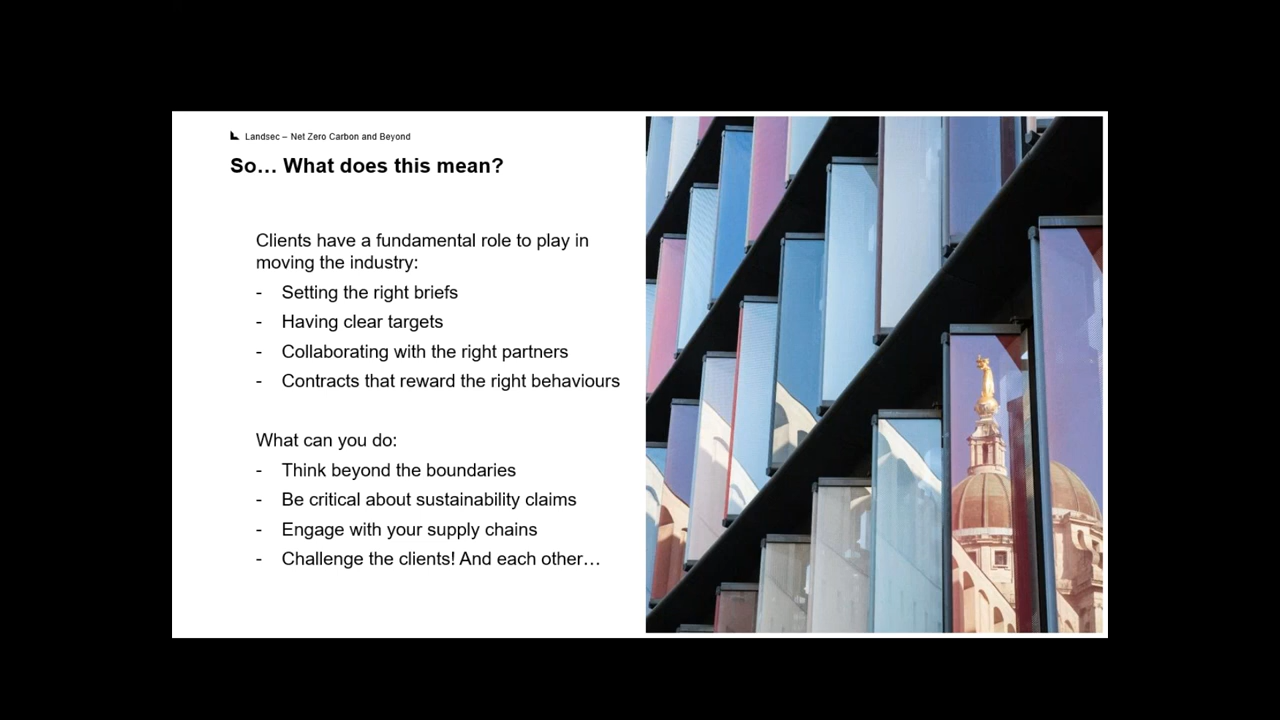 Landsec – Net Zero Carbon and Beyond
So… What does this mean?
Clients have a fundamental role to play in
moving the industry:
- Setting the right briefs
- Having clear targets
- Collaborating with the right partners
- Contracts that reward the right behaviours
What can you do:
- Think beyond the boundaries
- Be critical about sustainability claims
- Engage with your supply chains
- Challenge the clients! And each other…